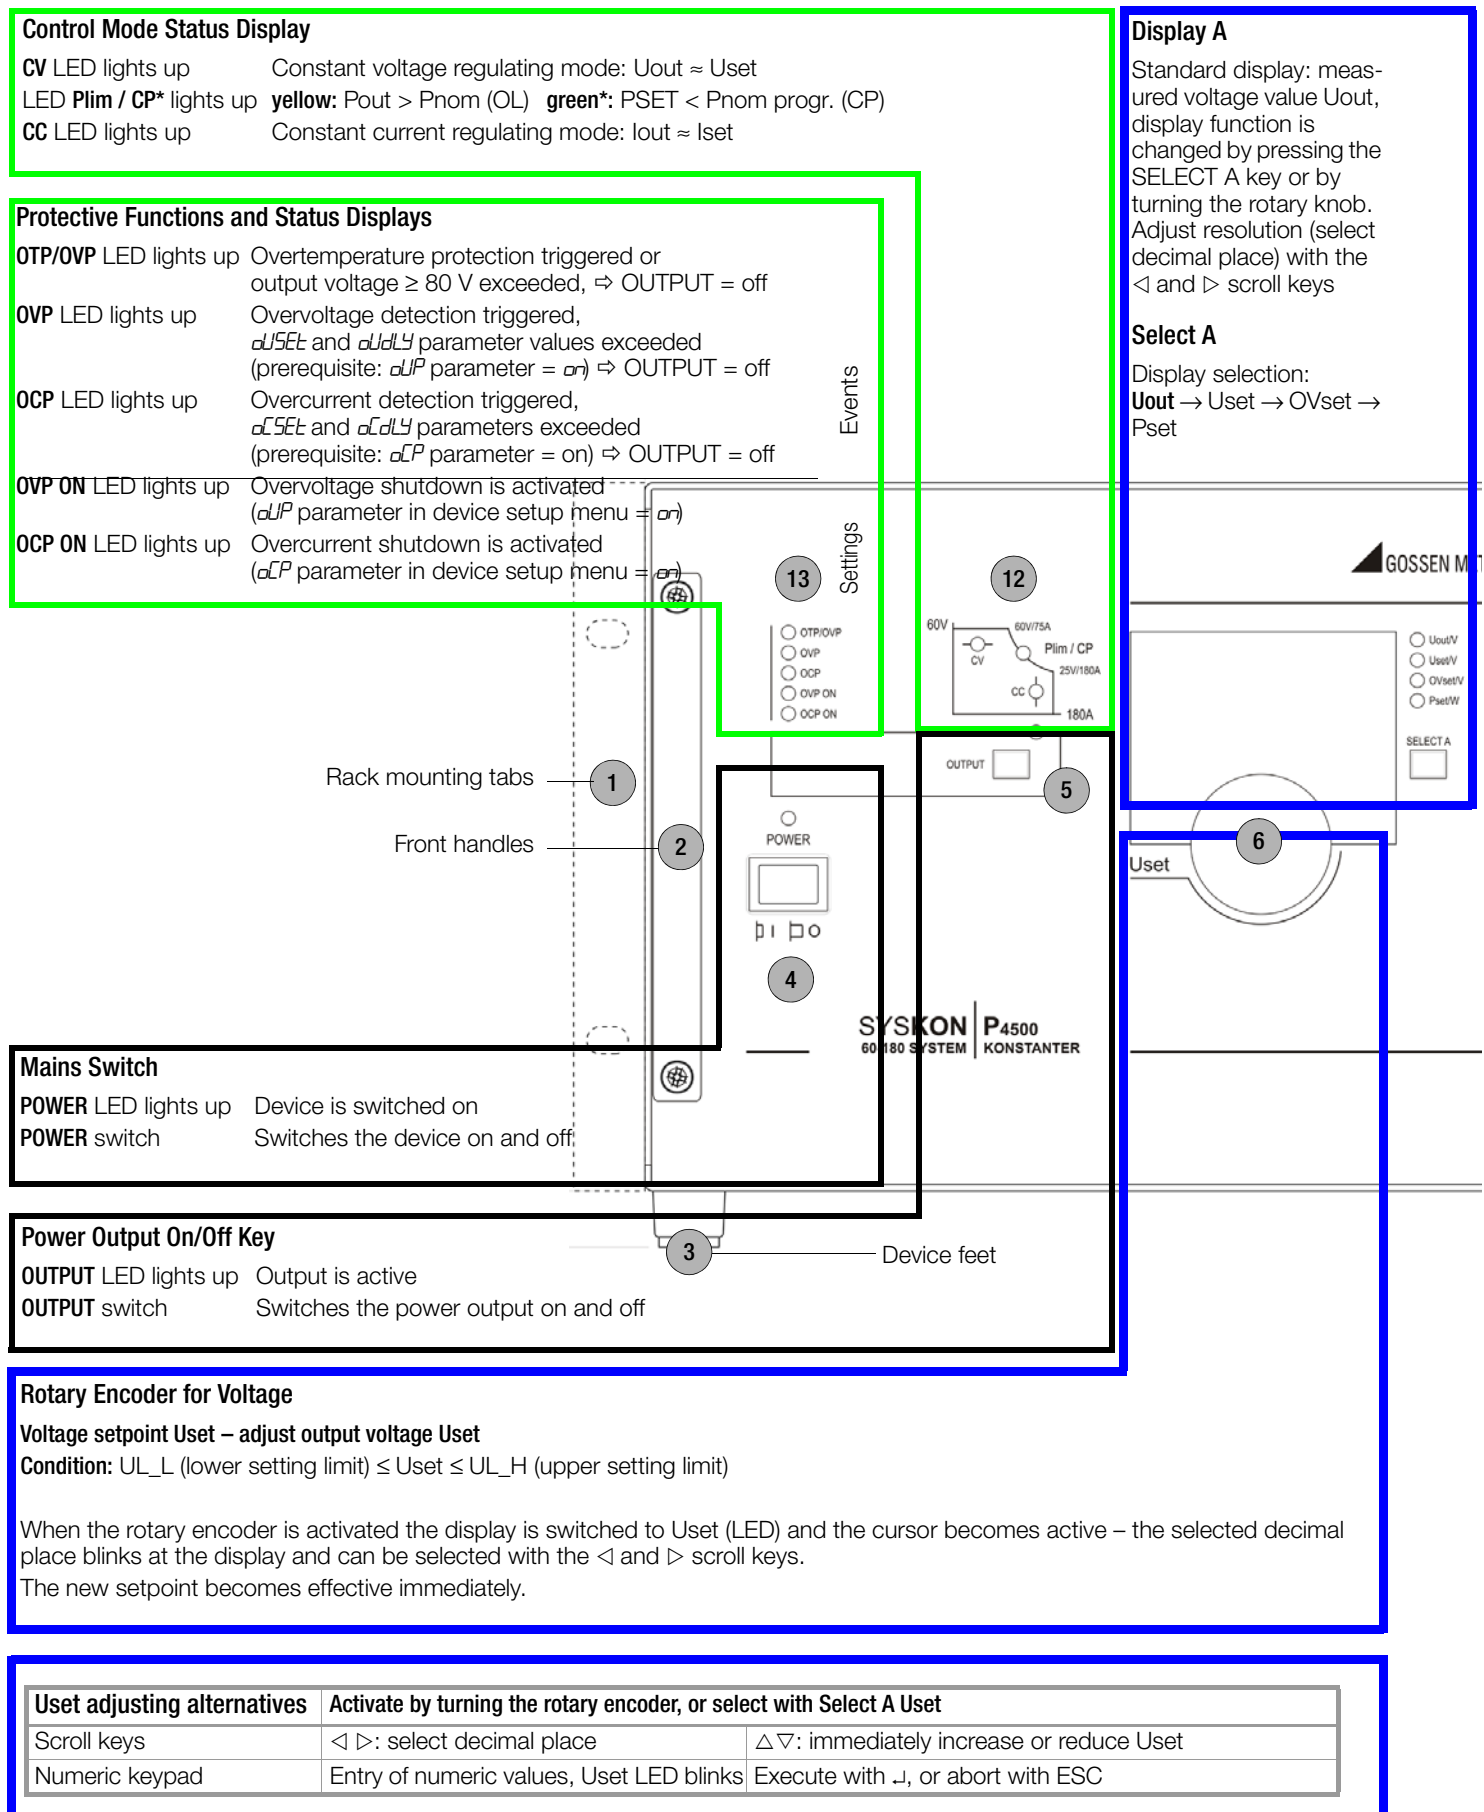 Control Mode Status Display
CV LED lights up Constant voltage regulating mode: Uout ≈ Uset
LED Plim / CP* lights up yellow: Pout > Pnom (OL) green*: PSET < Pnom progr. (CP)
CC LED lights up Constant current regulating mode: Iout ≈ Iset
Protective Functions and Status Displays
OTP/OVP LED lights up Overtemperature protection triggered or
output voltage ≥ 80 V exceeded, ⇨ OUTPUT = off
OVP LED lights up Overvoltage detection triggered,
oUSEt and oUdLY parameter values exceeded
(prerequisite: oUP parameter = on) ⇨ OUTPUT = off
OCP LED lights up Overcurrent detection triggered,
oCSEt and oCdLY parameters exceeded
(prerequisite: oCP parameter = on) ⇨ OUTPUT = off
Events
OVP ON LED lights up Overvoltage shutdown is activated
(oUP parameter in device setup menu = on)
OCP ON LED lights up Overcurrent shutdown is activated
(oCP parameter in device setup menu = on)
Settings
Display A
Standard display: meas-
ured voltage value Uout,
display function is
changed by pressing the
SELECT A key or by
turning the rotary knob.
Adjust resolution (select
decimal place) with the
◁ and ▷ scroll keys
Select A
Display selection:
Uout → Uset → OVset →
Pset
GOSSEN MET
13
12
OTP/OVP
OVP
OCP
OVP ON
OCP ON
60V
60V/75A
CV
Plim / CP
25V/180A
CC
180A
Uout/V
Uset/V
OVset/V
Pset/W
SELECT A
OUTPUT
5
Rack mounting tabs
1
Front handles
2
POWER
I O
4
6
Uset
SYSKON P4500
60/180 SYSTEM KONSTANTER
Mains Switch
POWER LED lights up Device is switched on
POWER switch Switches the device on and off
Power Output On/Off Key
OUTPUT LED lights up Output is active
OUTPUT switch Switches the power output on and off
3
Device feet
Rotary Encoder for Voltage
Voltage setpoint Uset – adjust output voltage Uset
Condition: UL_L (lower setting limit) ≤ Uset ≤ UL_H (upper setting limit)
When the rotary encoder is activated the display is switched to Uset (LED) and the cursor becomes active – the selected decimal
place blinks at the display and can be selected with the ◁ and ▷ scroll keys.
The new setpoint becomes effective immediately.
Uset adjusting alternatives Activate by turning the rotary encoder, or select with Select A Uset
Scroll keys ◁ ▷: select decimal place △▽: immediately increase or reduce Uset
Numeric keypad Entry of numeric values, Uset LED blinks Execute with ↵, or abort with ESC